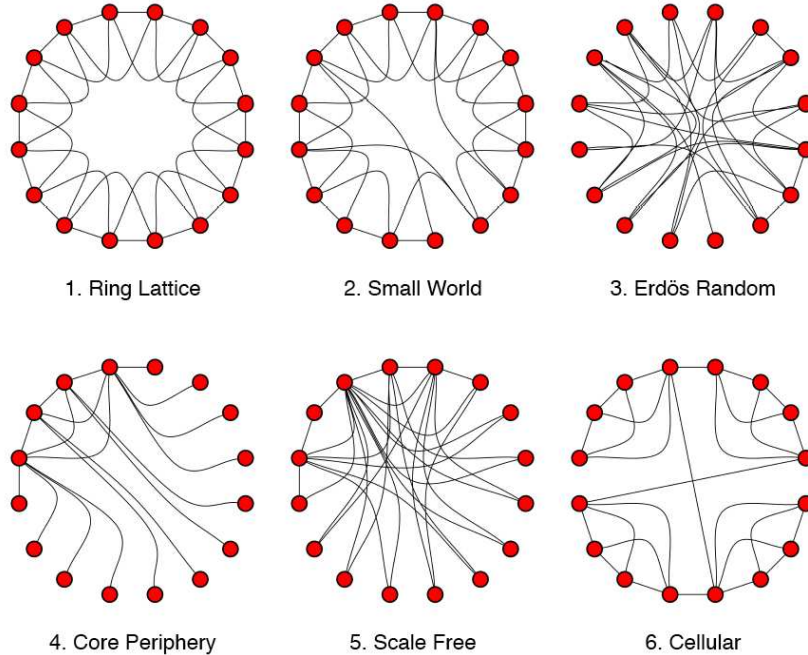 1. Ring Lattice
2. Small World
3. Erdös Random
4. Core Periphery
5. Scale Free
6. Cellular